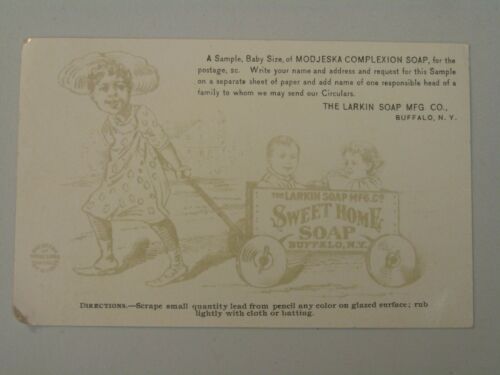 A Sample, Baby Size, of MODJESKA COMPLEXION SOAP, for the
postage, 2c. Write your name and address and request for this Sample
on a separate sheet of paper and add name of one responsible head of a
family to whom we may send our Circulars.
THE LARKIN SOAP MFG. CO.,
BUFFALO, N. Y.
THE LARKIN SOAP MFG. CO.
SWEET HOME
SOAP
BUFFALO, N.Y.
DIRECTIONS.—Scrape small quantity lead from pencil any color on glazed surface; rub
lightly with cloth or batting.